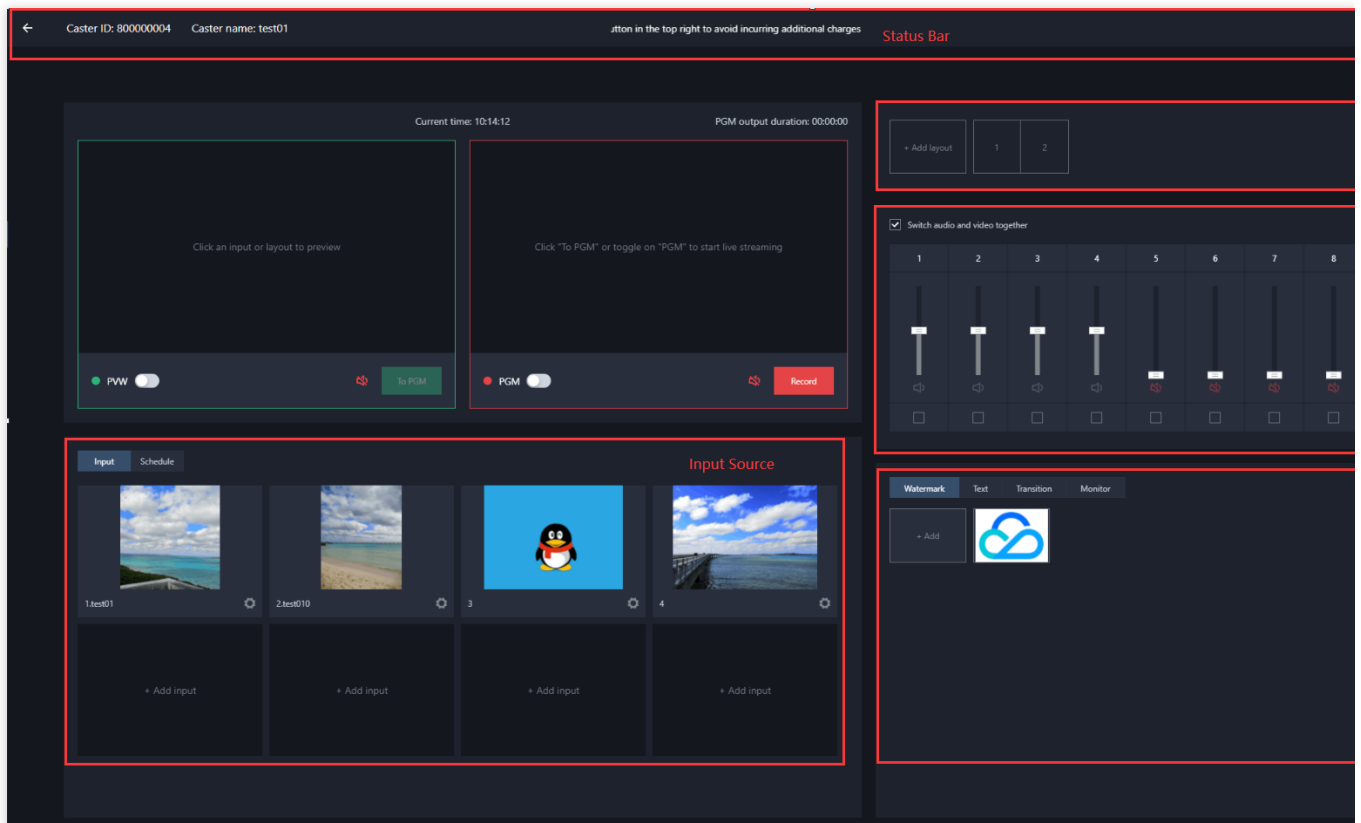 Caster ID: 800000004 Caster name: test01 in the top right to avoid incurring additional charges Status Bar
Current time: 10:14:12 PGM output duration: 00:00:00
Click an input or layout to preview
Click "To PGM" or toggle on "PGM" to start live streaming
PVW To PGM PGM Record
+ Add layout 1 2
Switch audio and video together
1 2 3 4 5 6 7 8
Input Schedule Input Source
1.test01 2.test010 3 4
+ Add input + Add input + Add input + Add input
Watermark Text Transition Monitor
+ Add